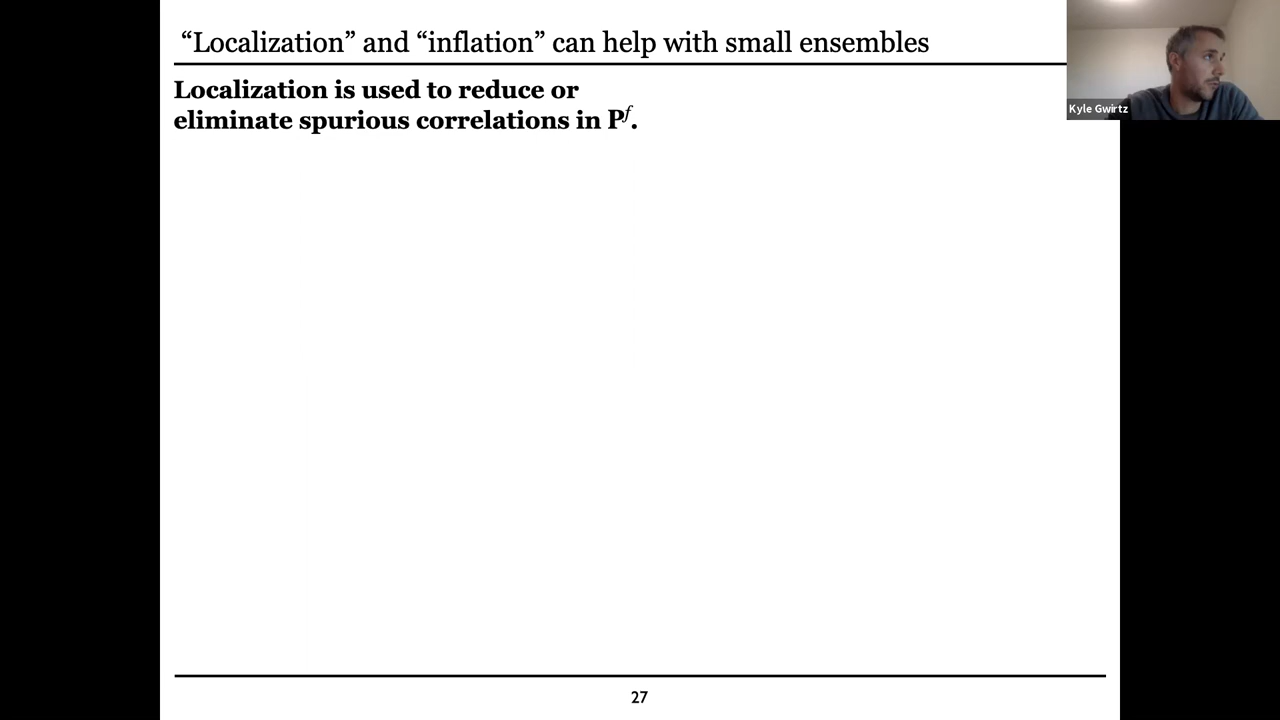 “Localization” and “inflation” can help with small ensembles
Localization is used to reduce or
eliminate spurious correlations in Pᶠ.
Kyle Gwirtz
27